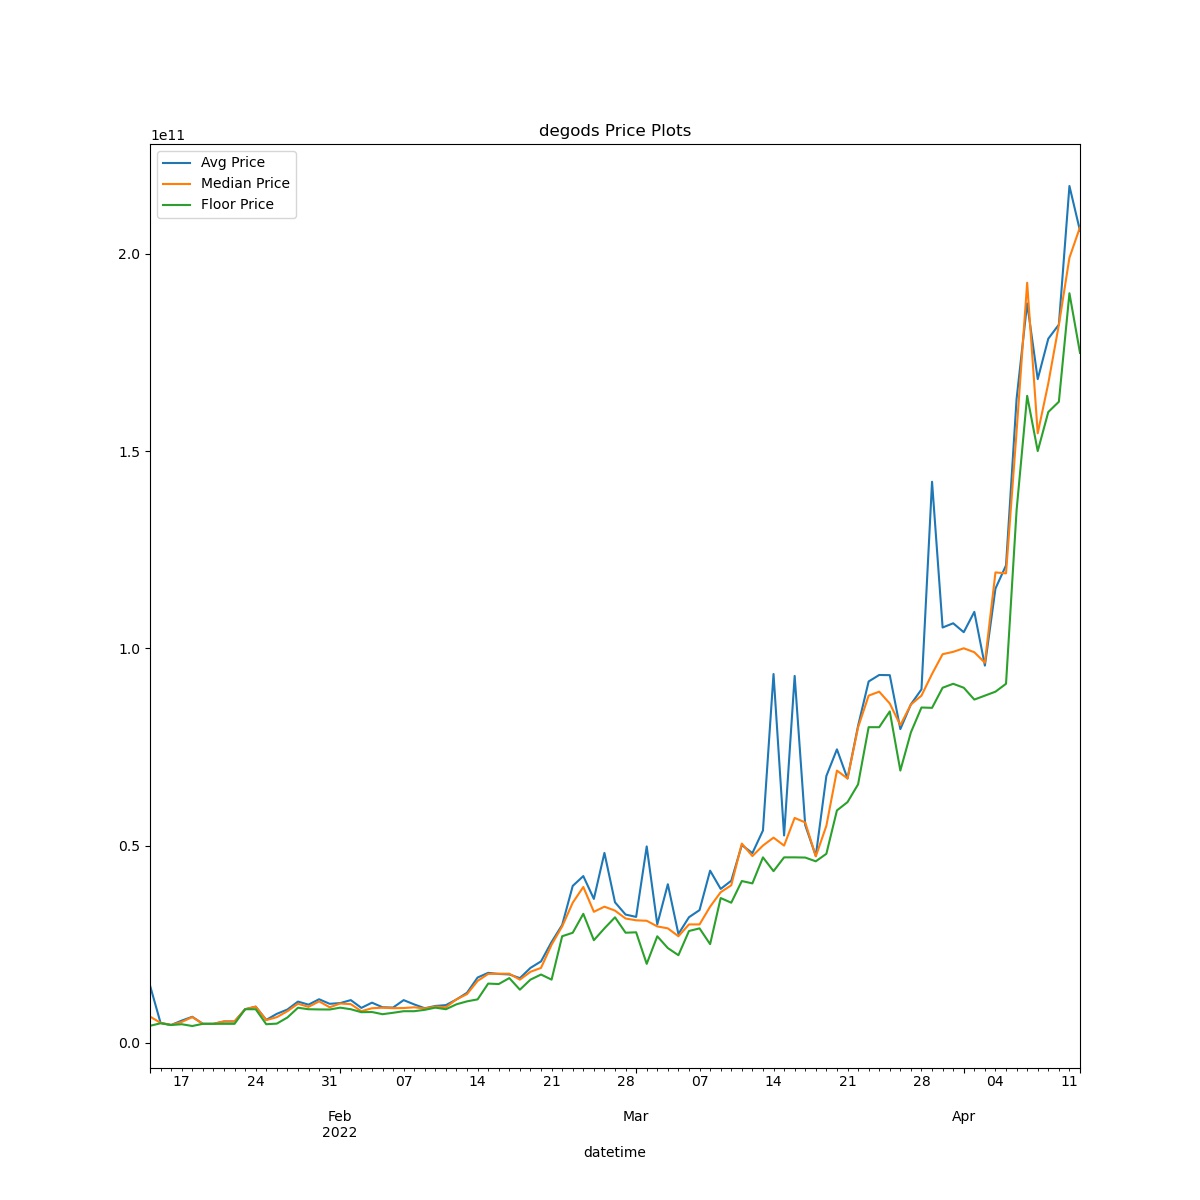 degods Price Plots
1e11
Avg Price
Median Price
Floor Price
2.0
1.5
1.0
0.5
0.0
17 24 31 07 14 21 28 07 14 21 28 04 11
Feb Mar Apr
2022
datetime